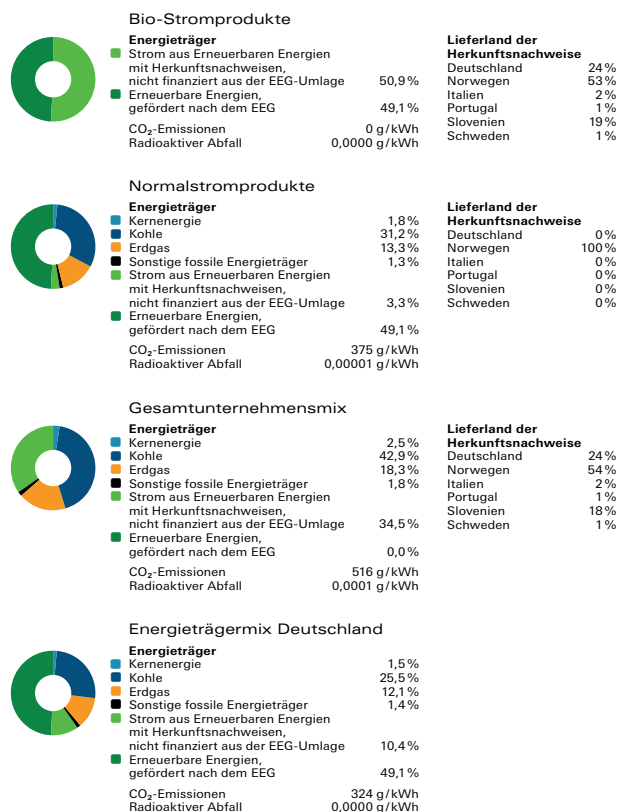 Bio-Stromprodukte
Energieträger
Strom aus Erneuerbaren Energien
mit Herkunftsnachweisen,
nicht finanziert aus der EEG-Umlage 50,9 %
Erneuerbare Energien,
gefördert nach dem EEG 49,1 %
CO₂-Emissionen 0 g/kWh
Radioaktiver Abfall 0,0000 g/kWh
Lieferland der
Herkunftsnachweise
Deutschland 24 %
Norwegen 53 %
Italien 2 %
Portugal 1 %
Slovenien 19 %
Schweden 1 %
Normalstromprodukte
Energieträger
Kernenergie 1,8 %
Kohle 31,2 %
Erdgas 13,3 %
Sonstige fossile Energieträger 1,3 %
Strom aus Erneuerbaren Energien
mit Herkunftsnachweisen,
nicht finanziert aus der EEG-Umlage 3,3 %
Erneuerbare Energien,
gefördert nach dem EEG 49,1 %
CO₂-Emissionen 375 g/kWh
Radioaktiver Abfall 0,00001 g/kWh
Lieferland der
Herkunftsnachweise
Deutschland 0 %
Norwegen 100 %
Italien 0 %
Portugal 0 %
Slovenien 0 %
Schweden 0 %
Gesamtunternehmensmix
Energieträger
Kernenergie 2,5 %
Kohle 42,9 %
Erdgas 18,3 %
Sonstige fossile Energieträger 1,8 %
Strom aus Erneuerbaren Energien
mit Herkunftsnachweisen,
nicht finanziert aus der EEG-Umlage 34,5 %
Erneuerbare Energien,
gefördert nach dem EEG 0,0 %
CO₂-Emissionen 516 g/kWh
Radioaktiver Abfall 0,0001 g/kWh
Lieferland der
Herkunftsnachweise
Deutschland 24 %
Norwegen 54 %
Italien 2 %
Portugal 1 %
Slovenien 18 %
Schweden 1 %
Energieträgermix Deutschland
Energieträger
Kernenergie 1,5 %
Kohle 25,5 %
Erdgas 12,1 %
Sonstige fossile Energieträger 1,4 %
Strom aus Erneuerbaren Energien
mit Herkunftsnachweisen,
nicht finanziert aus der EEG-Umlage 10,4 %
Erneuerbare Energien,
gefördert nach dem EEG 49,1 %
CO₂-Emissionen 324 g/kWh
Radioaktiver Abfall 0,0000 g/kWh